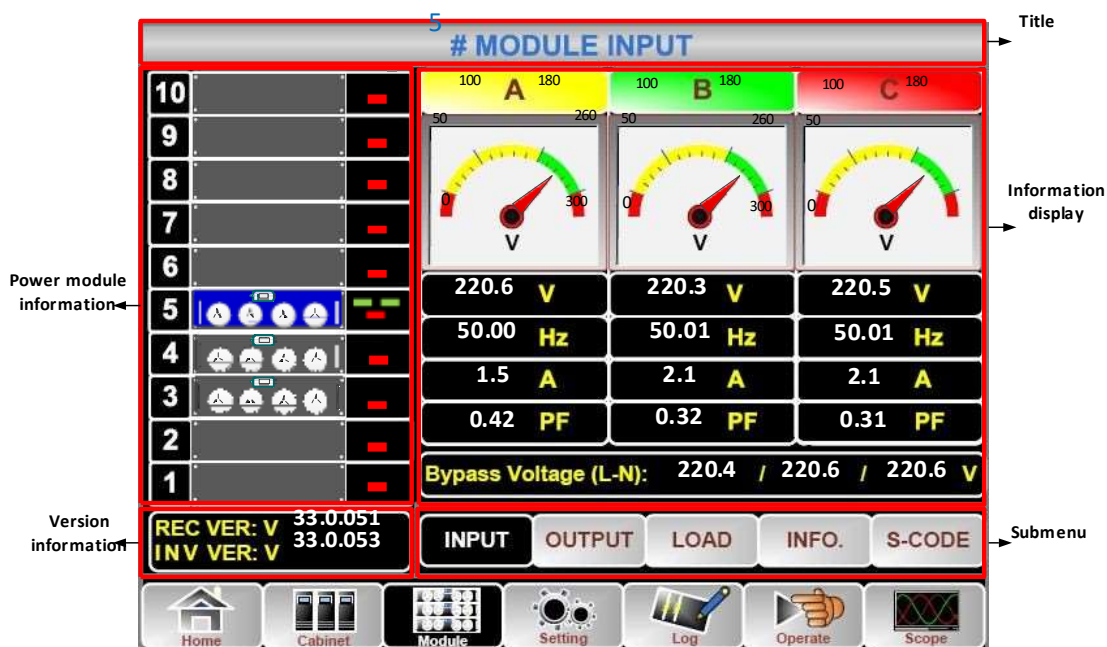 5
# MODULE INPUT
Title
10
9
8
7
6
5
4
3
2
1
100 A 180
100 B 180
100 C 180
50 260
50 260
50
0 300
0 300
0
V
V
V
Information
display
Power module
information
220.6 V
220.3 V
220.5 V
50.00 Hz
50.01 Hz
50.01 Hz
1.5 A
2.1 A
2.1 A
0.42 PF
0.32 PF
0.31 PF
Bypass Voltage (L-N): 220.4 / 220.6 / 220.6 V
Version
information
REC VER: V 33.0.051
INV VER: V 33.0.053
INPUT
OUTPUT
LOAD
INFO.
S-CODE
Submenu
Home
Cabinet
Module
Setting
Log
Operate
Scope